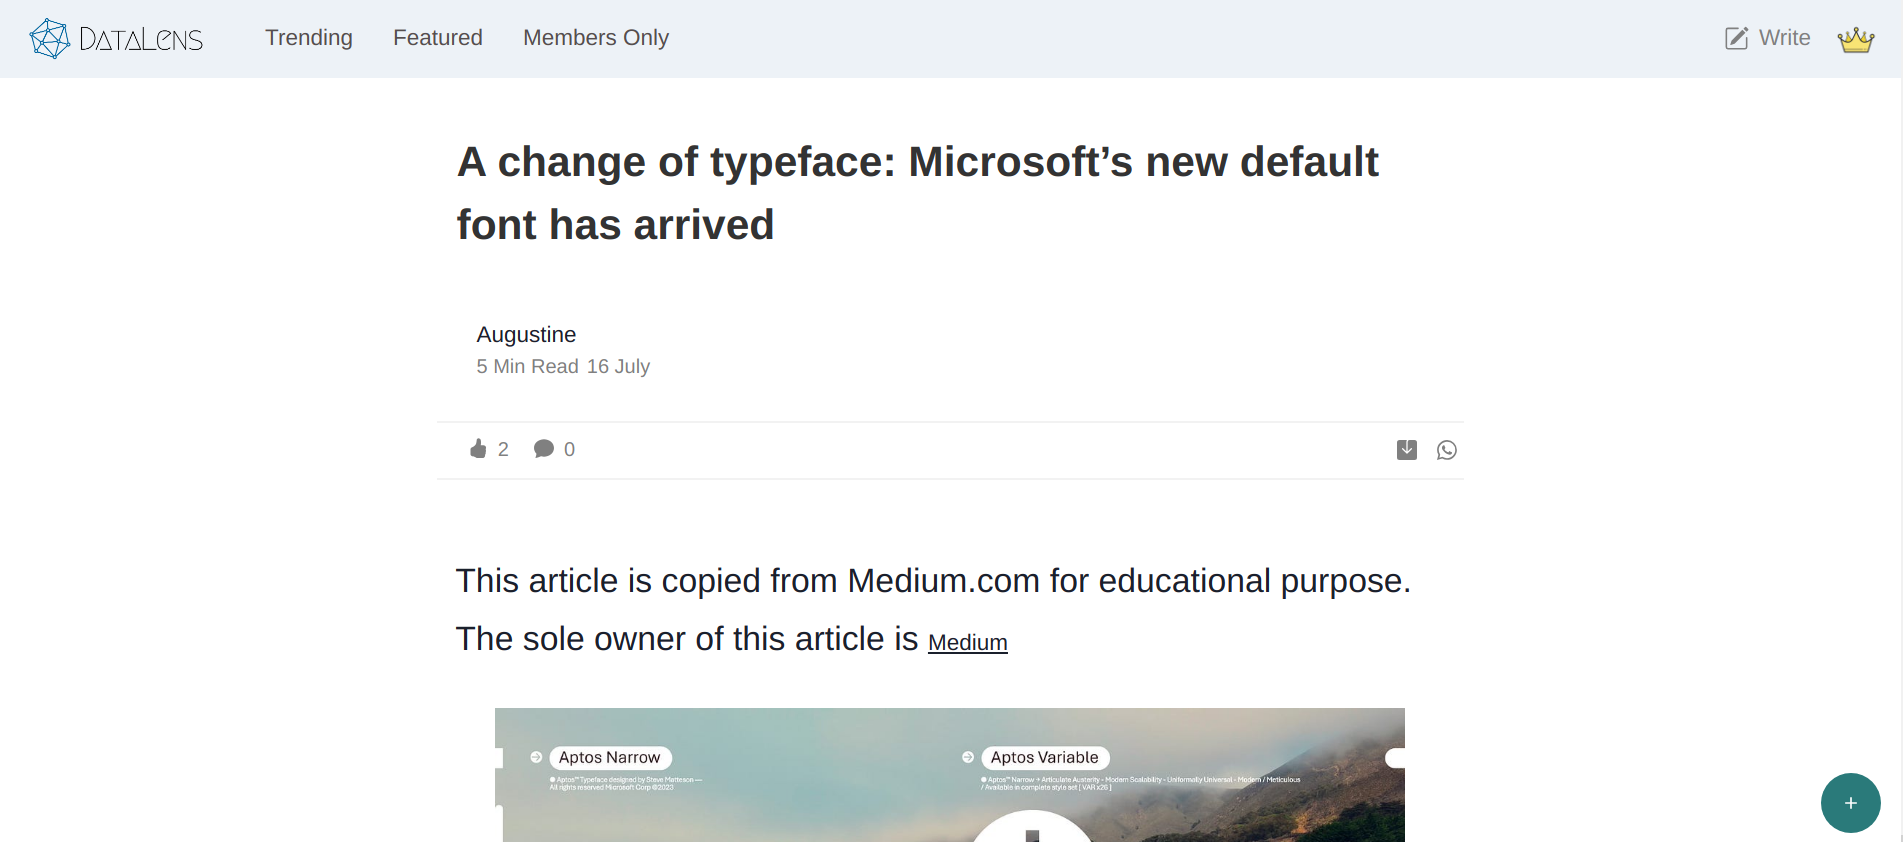 DATALENS
Trending
Featured
Members Only
Write
A change of typeface: Microsoft’s new default
font has arrived
Augustine
5 Min Read 16 July
2
0
This article is copied from Medium.com for educational purpose.
The sole owner of this article is Medium
Aptos Narrow
Aptos™ Typeface designed by Steve Matteson —
All rights reserved Microsoft Corp ©2023
Aptos Variable
Aptos™ Narrow + Articulate Austerity - Modern Scalability - Uniformally Universal - Modern / Meticulous
/ Available in complete style set [ VAR x26 ]
+